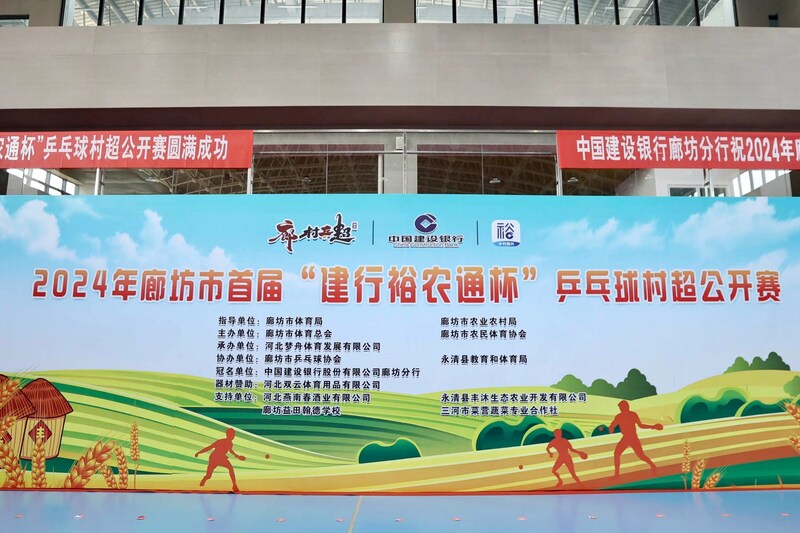 农通杯”乒乓球村超公开赛圆满成功
中国建设银行廊坊分行祝2024年廊
廊·村乒超
中国建设银行
China Construction Bank
裕
裕农通
2024年廊坊市首届“建行裕农通杯”乒乓球村超公开赛
指导单位：廊坊市体育局 廊坊市农业农村局
主办单位：廊坊市体育总会 廊坊市农民体育协会
承办单位：河北梦舟体育发展有限公司
协办单位：廊坊市乒乓球协会 永清县教育和体育局
冠名单位：中国建设银行股份有限公司廊坊分行
器材赞助：河北双云体育用品有限公司
支持单位：河北燕南春酒业有限公司 永清县丰沐生态农业开发有限公司
廊坊益田翰德学校 三河市菜营蔬菜专业合作社